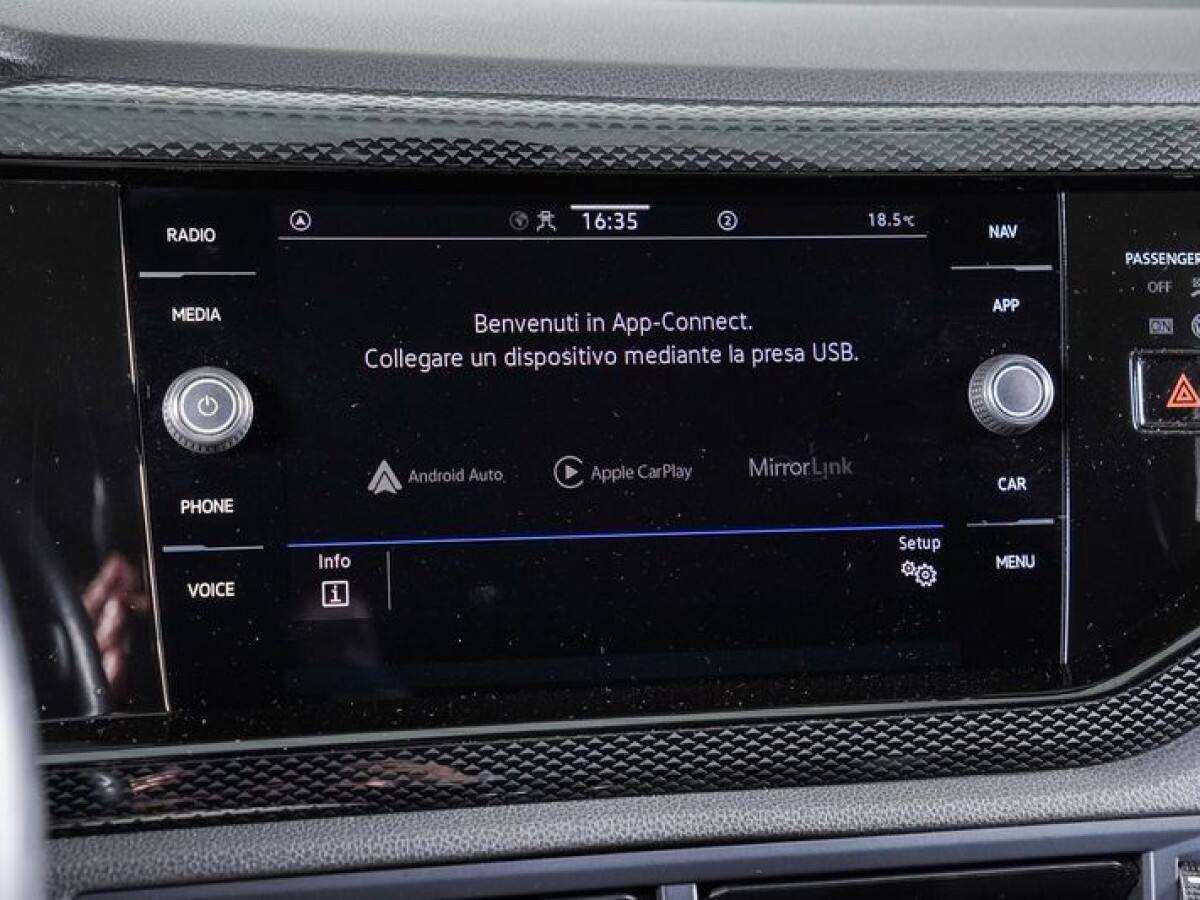 RADIO
MEDIA
PHONE
VOICE
16:35
2
18.5°C
Benvenuti in App-Connect.
Collegare un dispositivo mediante la presa USB.
Android Auto
Apple CarPlay
MirrorLink
Info
i
Setup
NAV
APP
CAR
MENU
PASSENGER
OFF
ON